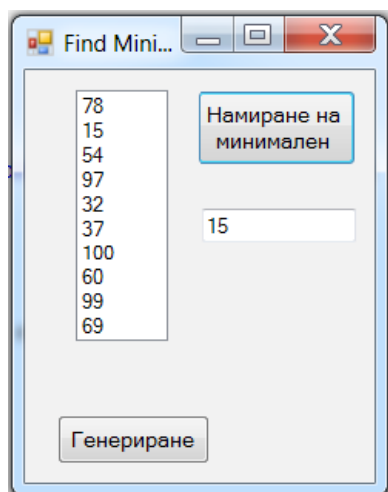 Find Mini...
78
15
54
97
32
37
100
60
99
69
Намиране на
минимален
15
Генериране